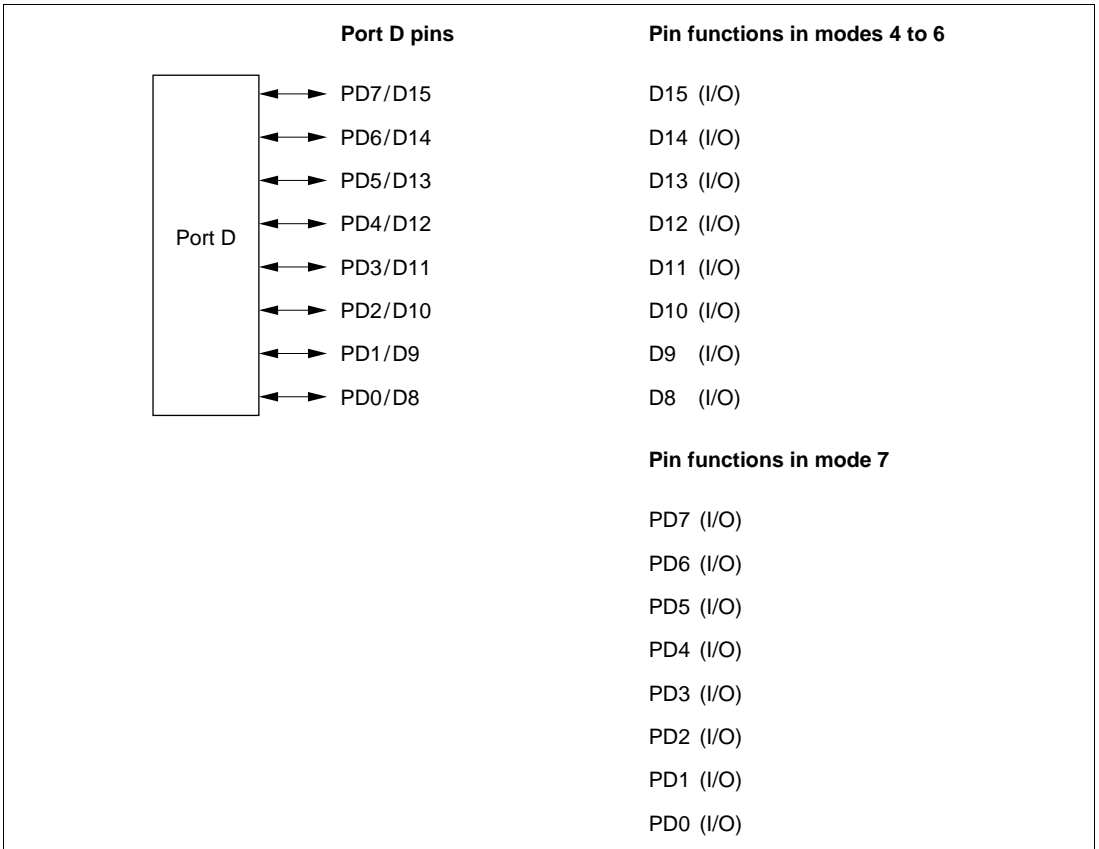 Port D pins Pin functions in modes 4 to 6
PD7/D15 D15 (I/O)
PD6/D14 D14 (I/O)
PD5/D13 D13 (I/O)
PD4/D12 D12 (I/O)
Port D
PD3/D11 D11 (I/O)
PD2/D10 D10 (I/O)
PD1/D9 D9 (I/O)
PD0/D8 D8 (I/O)
Pin functions in mode 7
PD7 (I/O)
PD6 (I/O)
PD5 (I/O)
PD4 (I/O)
PD3 (I/O)
PD2 (I/O)
PD1 (I/O)
PD0 (I/O)